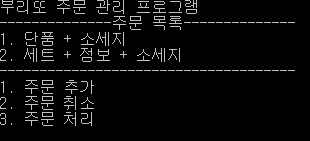 부리또 주문 관리 프로그램
--------------주문 목록--------------
1. 단품 + 소세지
2. 세트 + 점보 + 소세지
-------------------------------------
1. 주문 추가
2. 주문 취소
3. 주문 처리